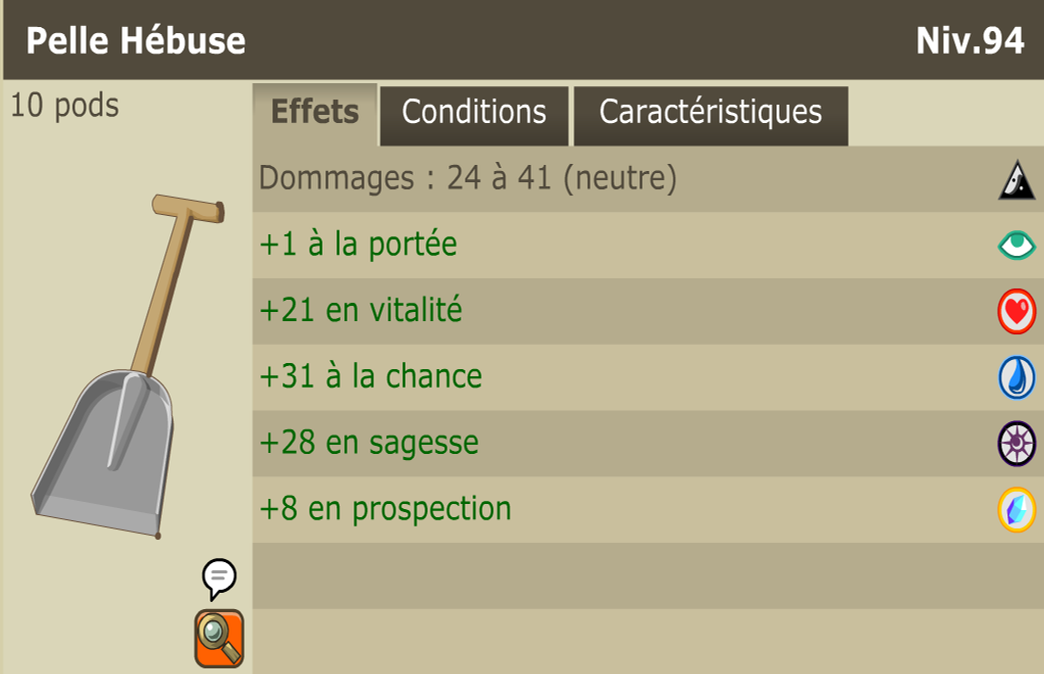 Pelle Hébuse
Niv.94
10 pods
Effets
Conditions
Caractéristiques
Dommages : 24 à 41 (neutre)
+1 à la portée
+21 en vitalité
+31 à la chance
+28 en sagesse
+8 en prospection